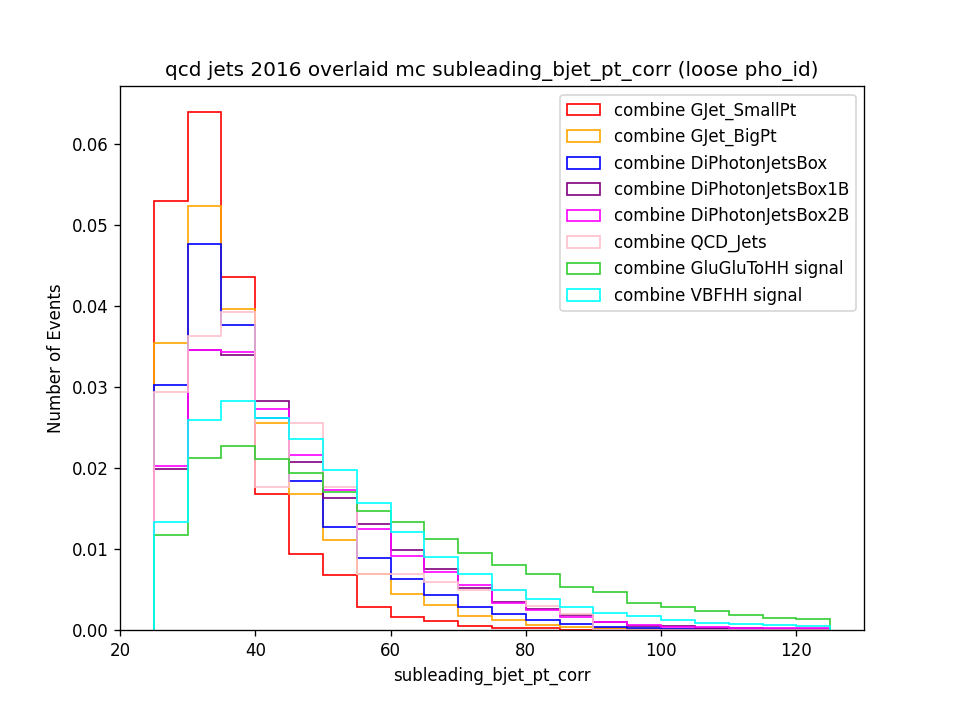 qcd jets 2016 overlaid mc subleading_bjet_pt_corr (loose pho_id)
combine GJet_SmallPt
combine GJet_BigPt
combine DiPhotonJetsBox
combine DiPhotonJetsBox1B
combine DiPhotonJetsBox2B
combine QCD_Jets
combine GluGluToHH signal
combine VBFHH signal
Number of Events
0.06
0.05
0.04
0.03
0.02
0.01
0.00
20 40 60 80 100 120
subleading_bjet_pt_corr